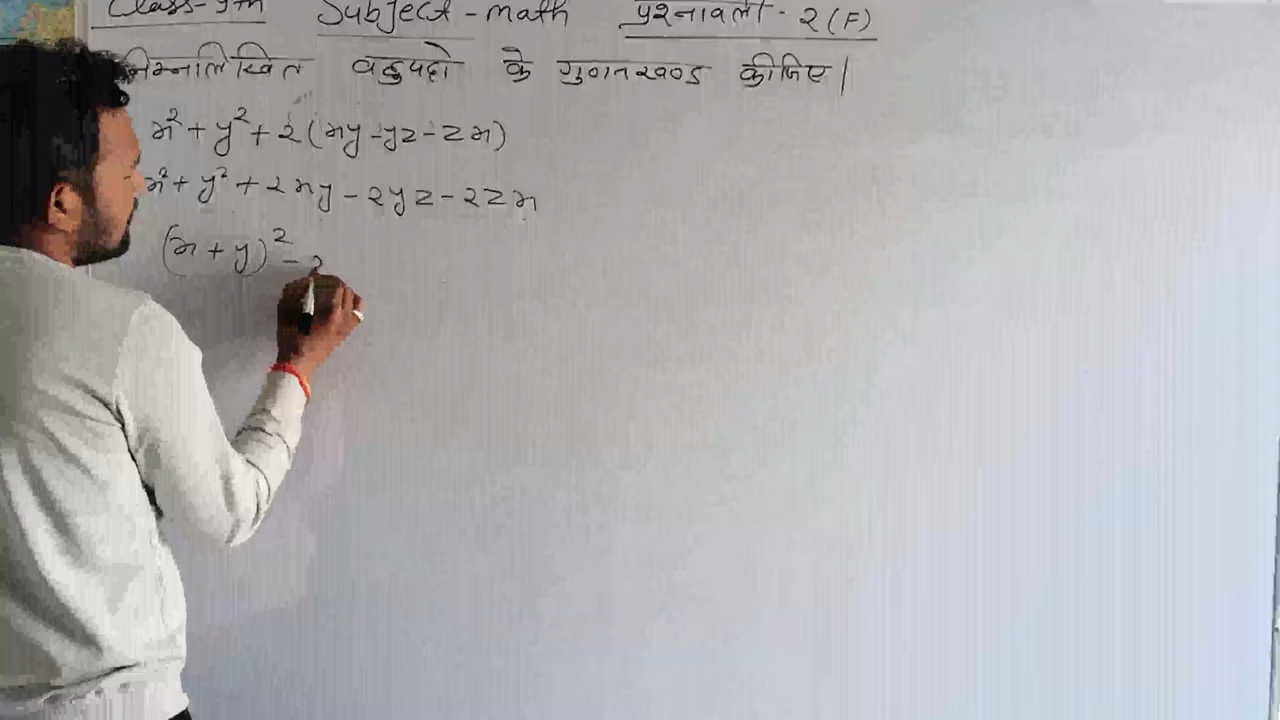 Class-9th Subject-math प्रश्नावली-2(F)
निम्नलिखित बहुपदो के गुणनखण्ड कीजिए।
x² + y² + 2(xy - yz - zx)
x² + y² + 2xy - 2yz - 2zx
(x + y)² - 2